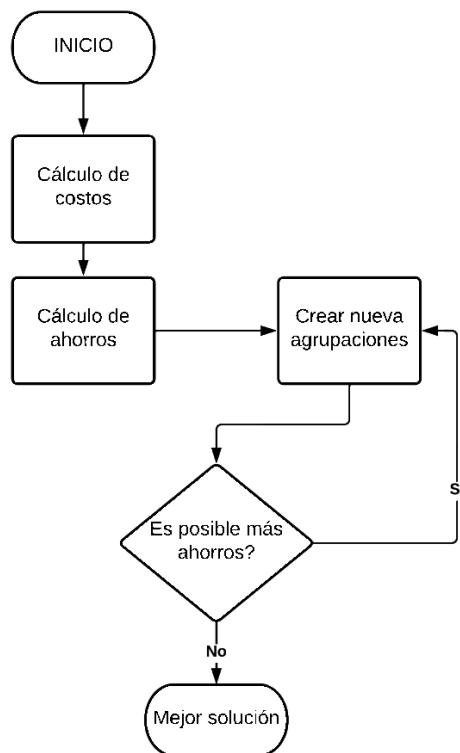 INICIO
Cálculo de
costos
Cálculo de
ahorros
Crear nueva
agrupaciones
Es posible más
ahorros?
S
No
Mejor solución